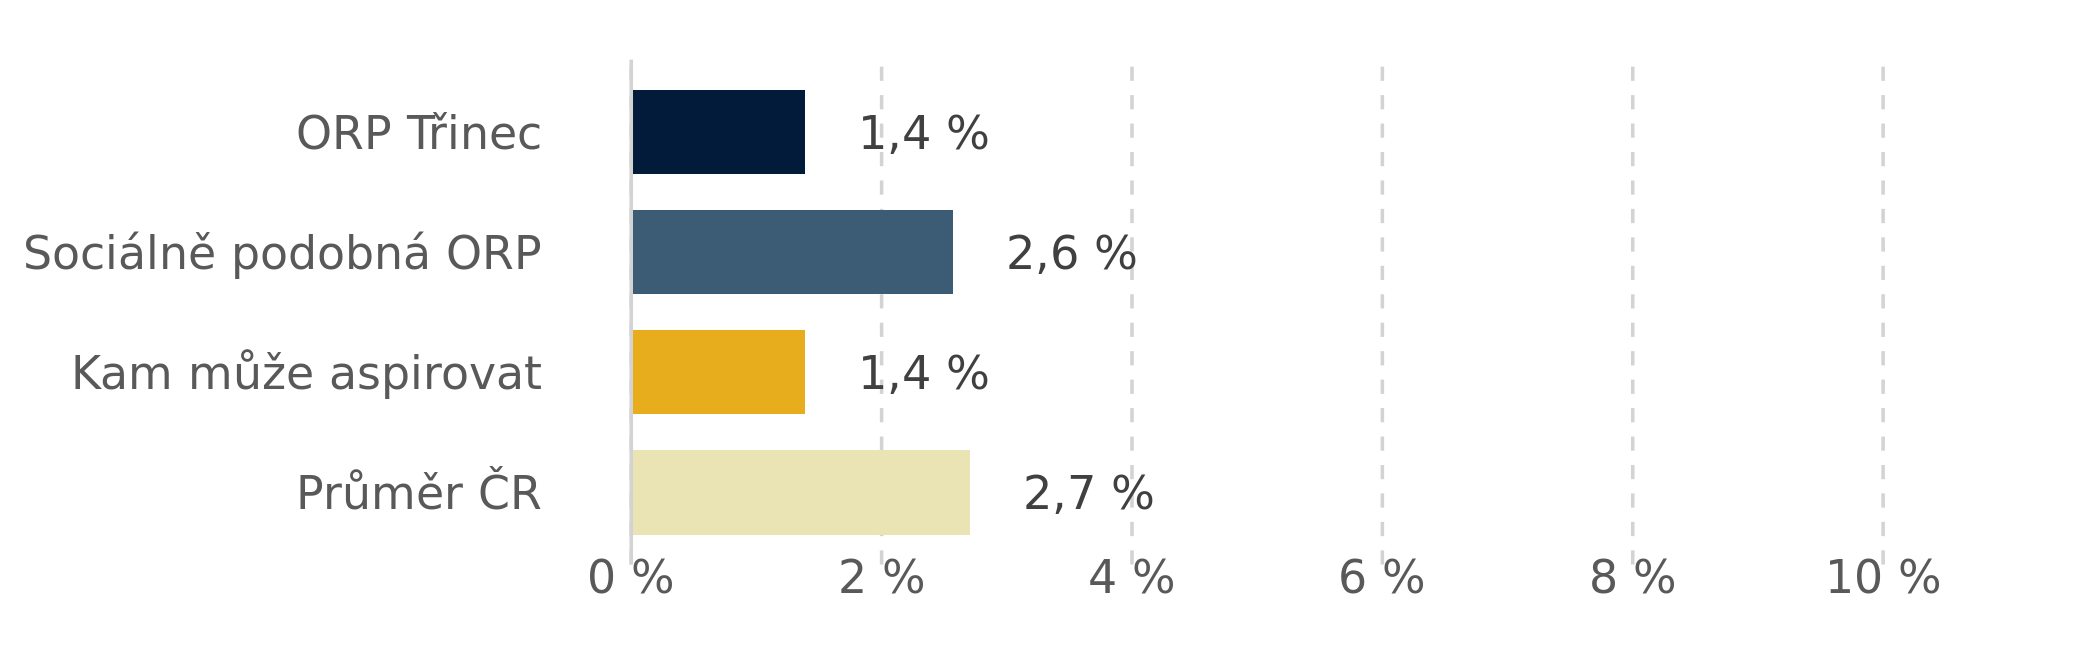 ORP Třinec 1,4 %
Sociálně podobná ORP 2,6 %
Kam může aspirovat 1,4 %
Průměr ČR 2,7 %
0 % 2 % 4 % 6 % 8 % 10 %